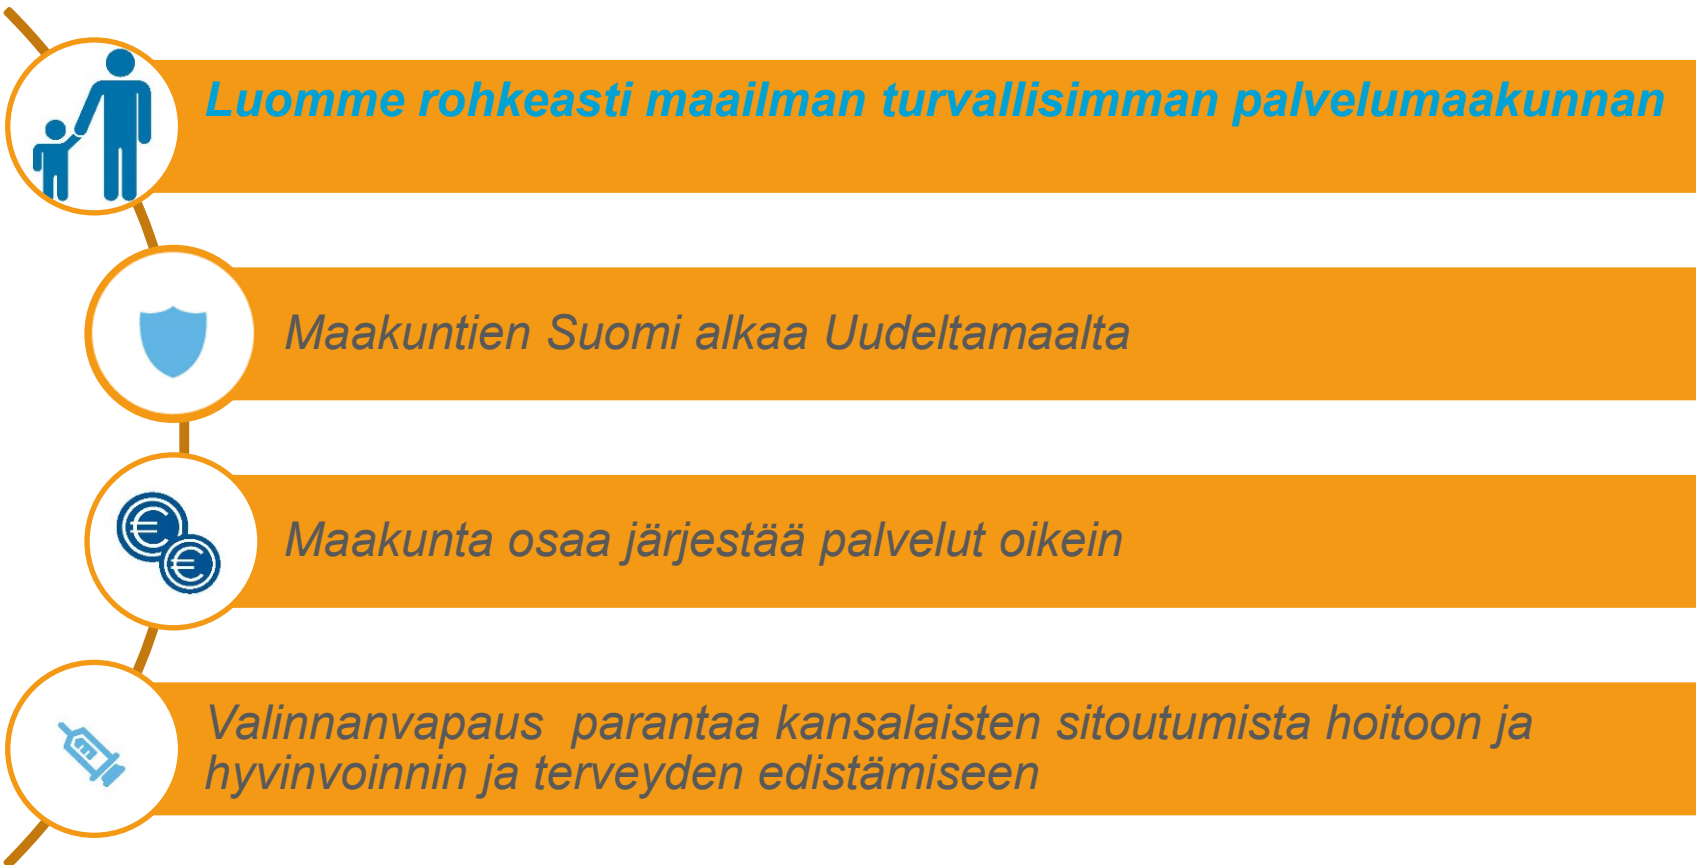 Luomme rohkeasti maailman turvallisimman palvelumaakunnan
Maakuntien Suomi alkaa Uudeltamaalta
Maakunta osaa järjestää palvelut oikein
Valinnanvapaus parantaa kansalaisten sitoutumista hoitoon ja
hyvinvoinnin ja terveyden edistämiseen